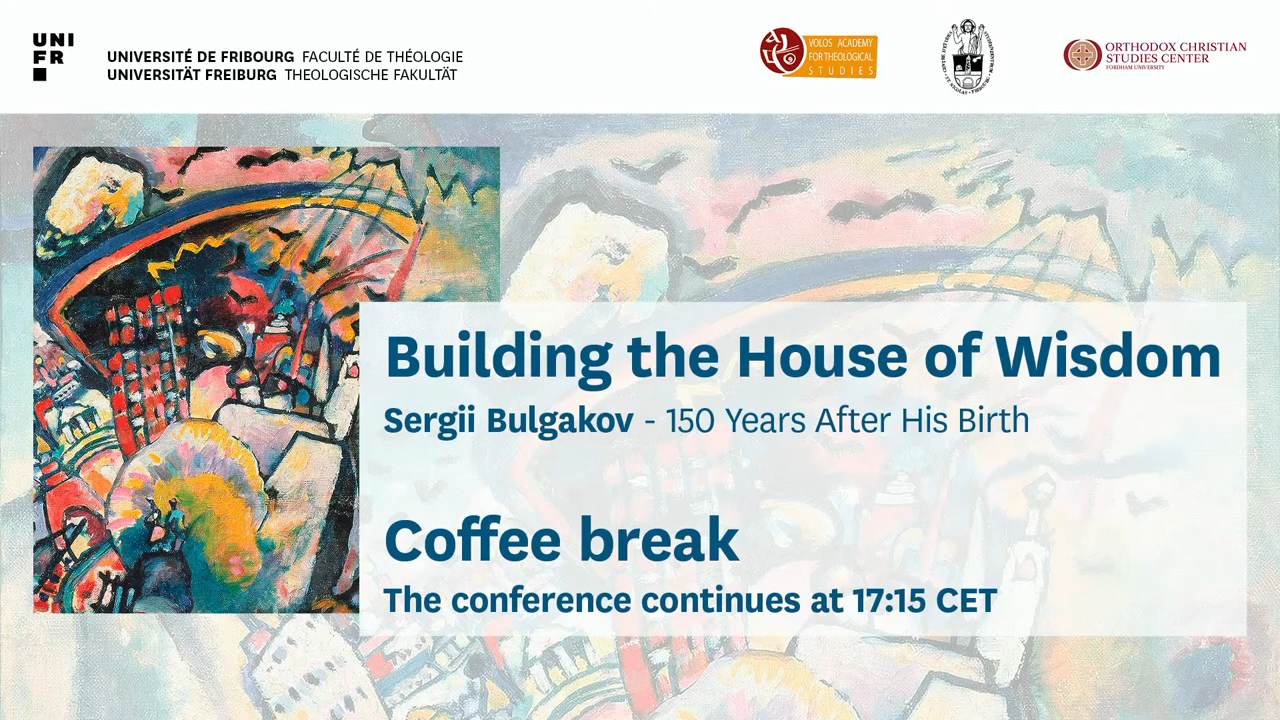 UNI
FR
UNIVERSITÉ DE FRIBOURG FACULTÉ DE THÉOLOGIE
UNIVERSITÄT FREIBURG THEOLOGISCHE FAKULTÄT
VOLOS ACADEMY
FOR THEOLOGICAL
STUDIES
ORTHODOX CHRISTIAN
STUDIES CENTER
FORDHAM UNIVERSITY
Building the House of Wisdom
Sergii Bulgakov - 150 Years After His Birth
Coffee break
The conference continues at 17:15 CET